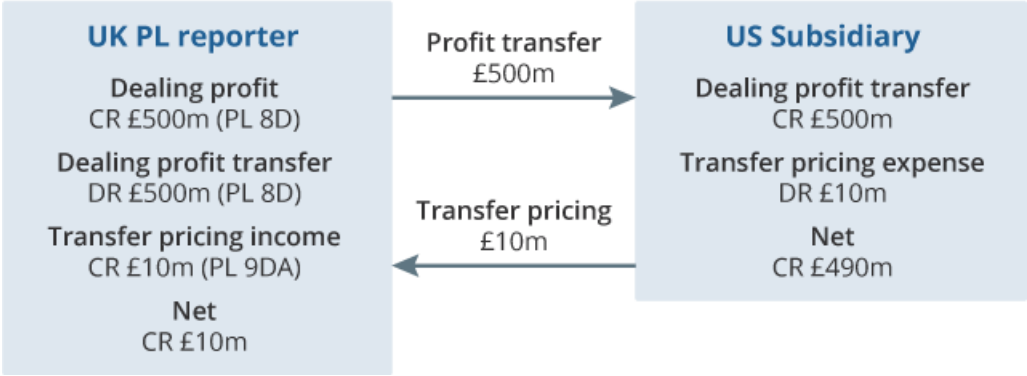 UK PL reporter
Dealing profit
CR £500m (PL 8D)
Dealing profit transfer
DR £500m (PL 8D)
Transfer pricing income
CR £10m (PL 9DA)
Net
CR £10m
Profit transfer
£500m
Transfer pricing
£10m
US Subsidiary
Dealing profit transfer
CR £500m
Transfer pricing expense
DR £10m
Net
CR £490m